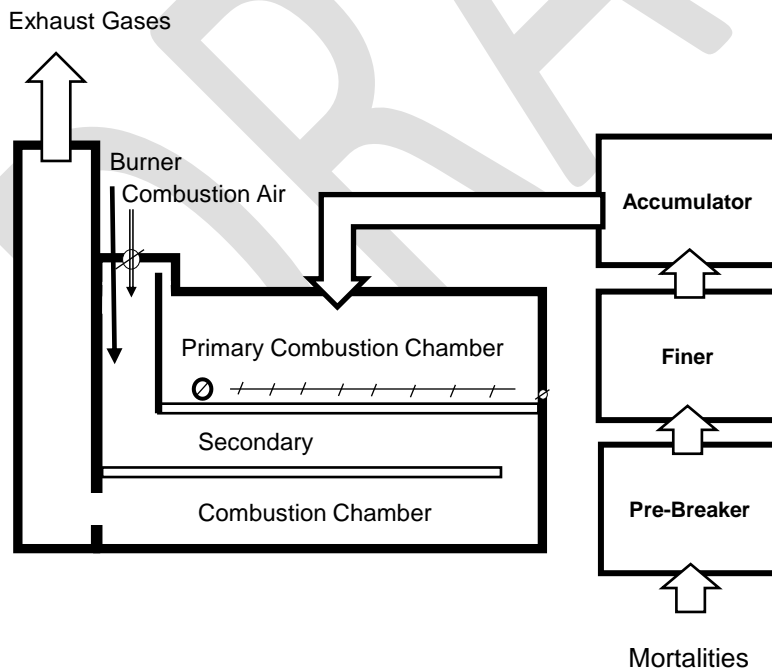 Exhaust Gases
Burner
Combustion Air
Accumulator
Primary Combustion Chamber
Finer
Secondary
Combustion Chamber
Pre-Breaker
Mortalities